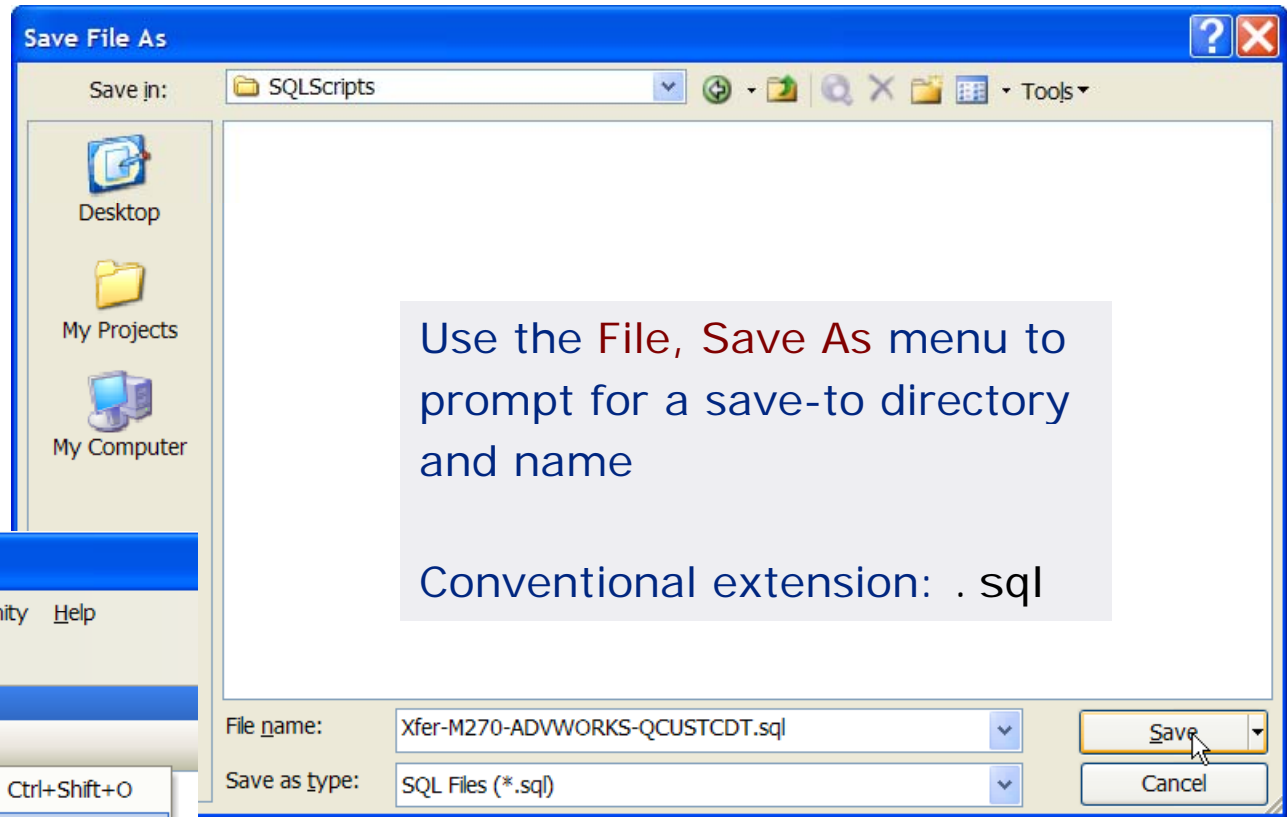 Save File As
Save in:
SQLScripts
Tools
Desktop
My Projects
My Computer
Use the File, Save As menu to
prompt for a save-to directory
and name
Conventional extension: .sql
Help
Ctrl+Shift+O
File name:
Xfer-M270-ADVWORKS-QCUSTCDT.sql
Save
Save as type:
SQL Files (*.sql)
Cancel